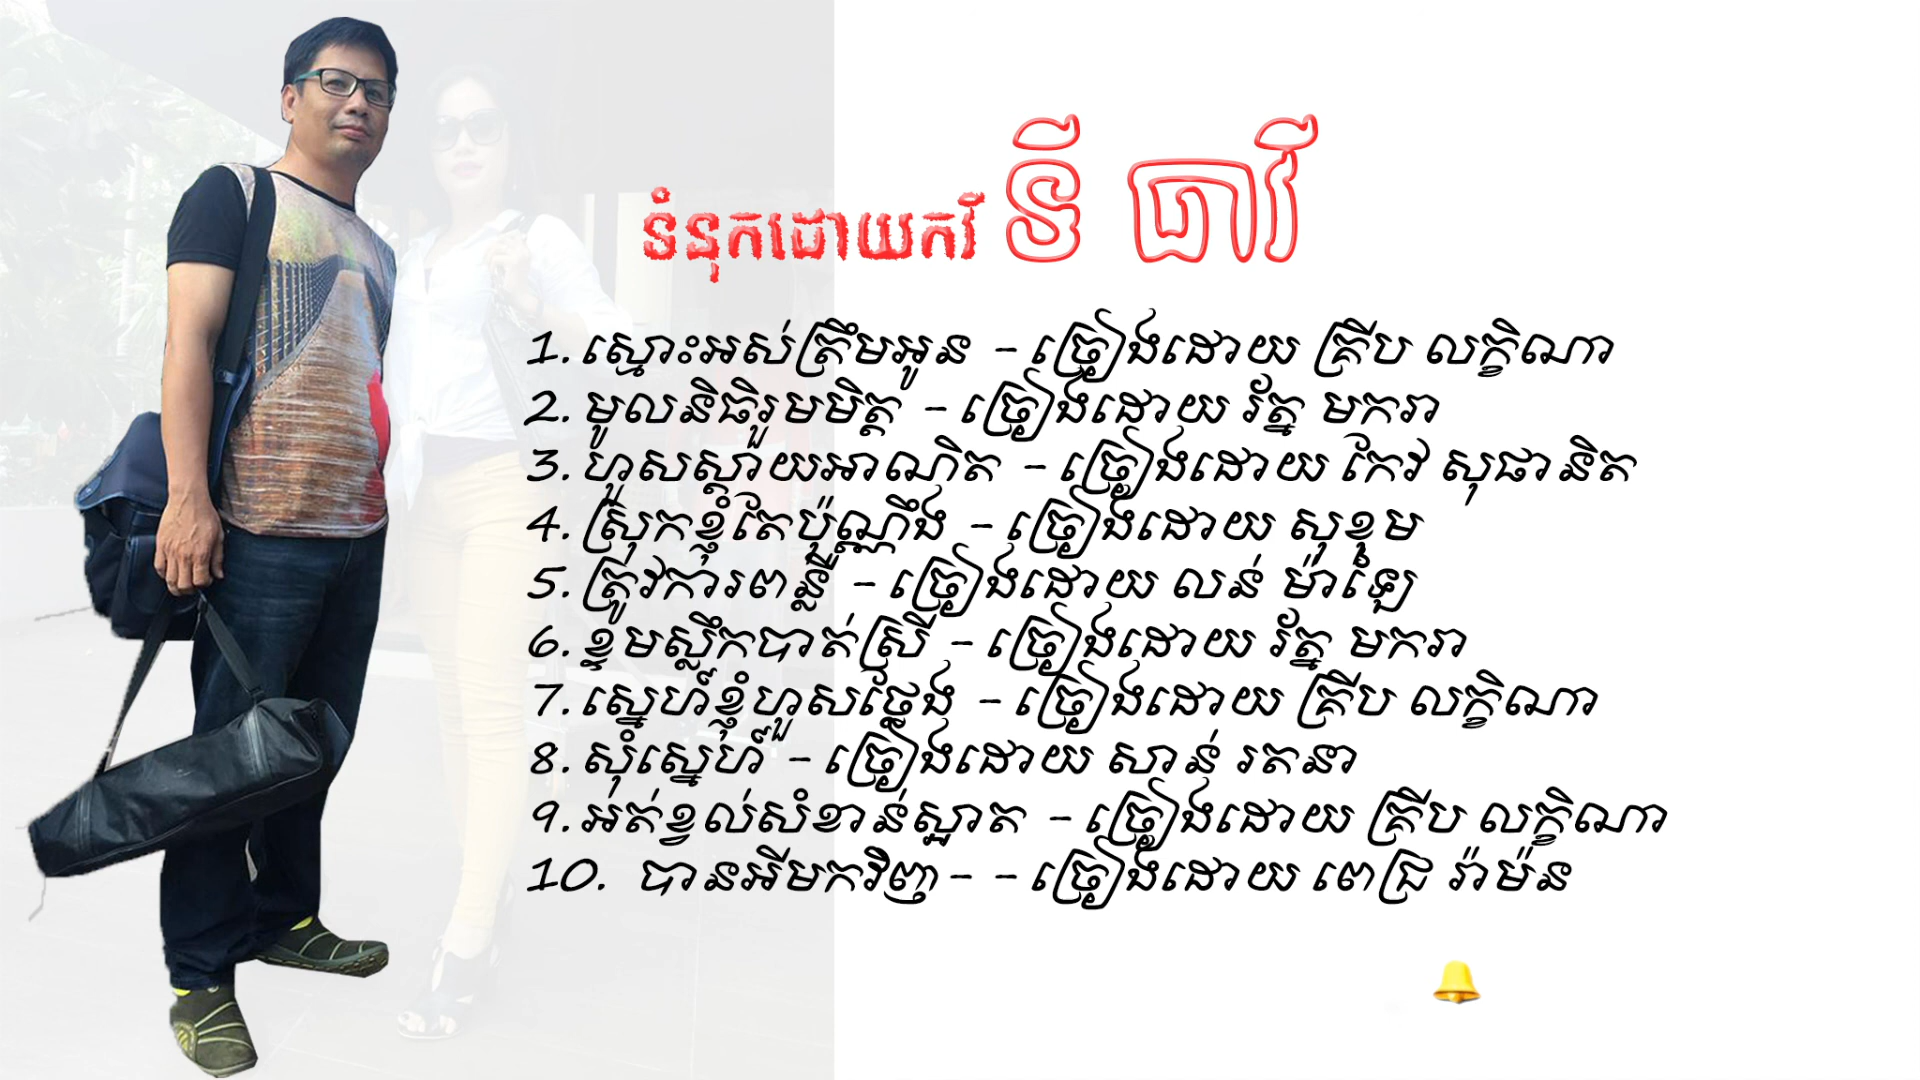 ទំនុកដោយកវី ទី ធាវី
1. ស្មោះអស់ត្រឹមអូន - ច្រៀងដោយ គ្រីប លក្ខិណា
2. មូលនិធិរួមមិត្ត - ច្រៀងដោយ រ័ត្ន មករា
3. ហួសស្តាយអាណិត - ច្រៀងដោយ កែវ សុផានិត
4. ស្រុកខ្ញុំតែប៉ុណ្ណឹង - ច្រៀងដោយ សុខុម
5. ត្រូវការពន្លឺ - ច្រៀងដោយ លន់ ម៉ាឡៃ
6. ខ្ទមស្លឹកបាត់ស្រី - ច្រៀងដោយ រ័ត្ន មករា
7. ស្នេហ៍ខ្ញុំហួសថ្លែង - ច្រៀងដោយ គ្រីប លក្ខិណា
8. សុំស្នេហ៍ - ច្រៀងដោយ សាន់ រតនា
9. អត់ខ្វល់សំខាន់ស្អាត - ច្រៀងដោយ គ្រីប លក្ខិណា
10. បានអីមកវិញ- - ច្រៀងដោយ ពេជ្រ រ៉ាម៉ន